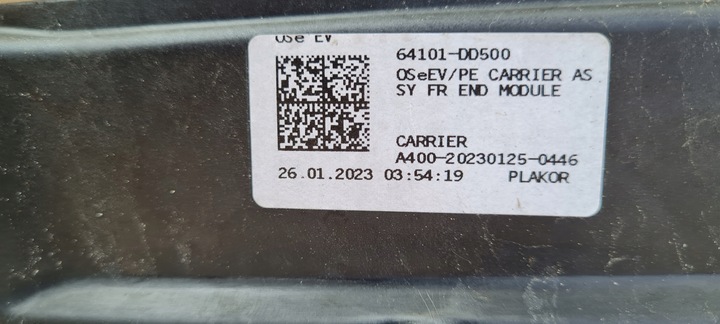 OSe EV
64101-DD500
OSeEV/PE CARRIER AS
SY FR END MODULE
CARRIER
A400-20230125-0446
26.01.2023 03:54:19 PLAKOR